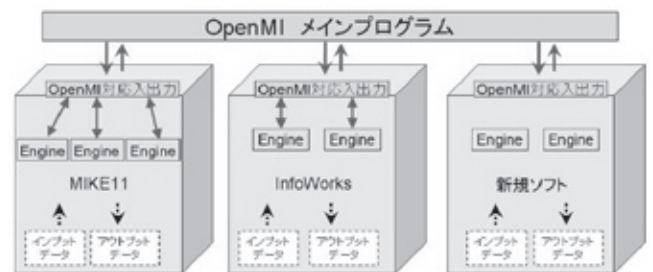 OpenMI メインプログラム
OpenMI対応入出力
Engine Engine Engine
MIKE11
インプット
データ
アウトプット
データ
OpenMI対応入出力
Engine Engine
InfoWorks
インプット
データ
アウトプット
データ
OpenMI対応入出力
Engine Engine
新規ソフト
インプット
データ
アウトプット
データ